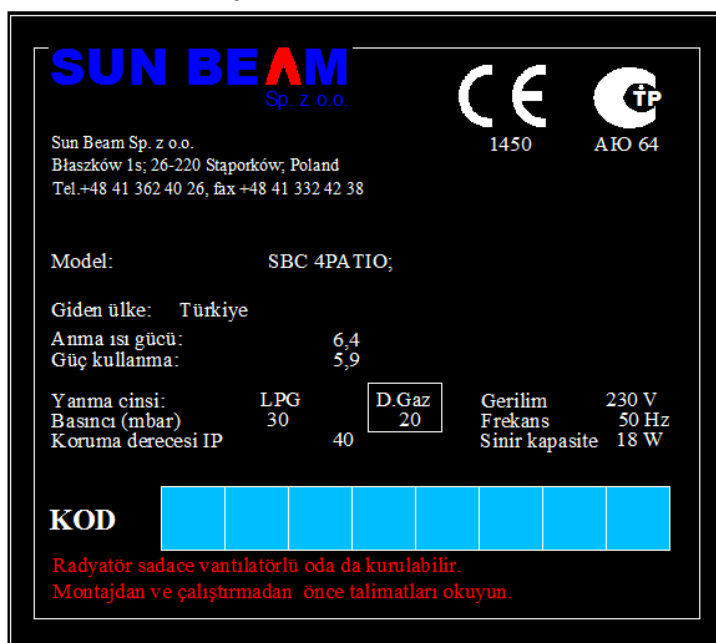 SUN BEAM
Sp. z o.o.
CE
1450
АЮ 64
Sun Beam Sp. z o.o.
Błaszków 1s; 26-220 Stąporków; Poland
Tel.+48 41 362 40 26, fax +48 41 332 42 38
Model: SBC 4PATIO;
Giden ülke: Türkiye
Anma ısı gücü: 6,4
Güç kullanma: 5,9
Yanma cinsi: LPG D.Gaz Gerilim 230 V
Basıncı (mbar) 30 20 Frekans 50 Hz
Koruma derecesi IP 40 Sinir kapasite 18 W
KOD
Radyatör sadace vantılatörlü oda da kurulabilir.
Montajdan ve çalıştırmadan önce talimatları okuyun.